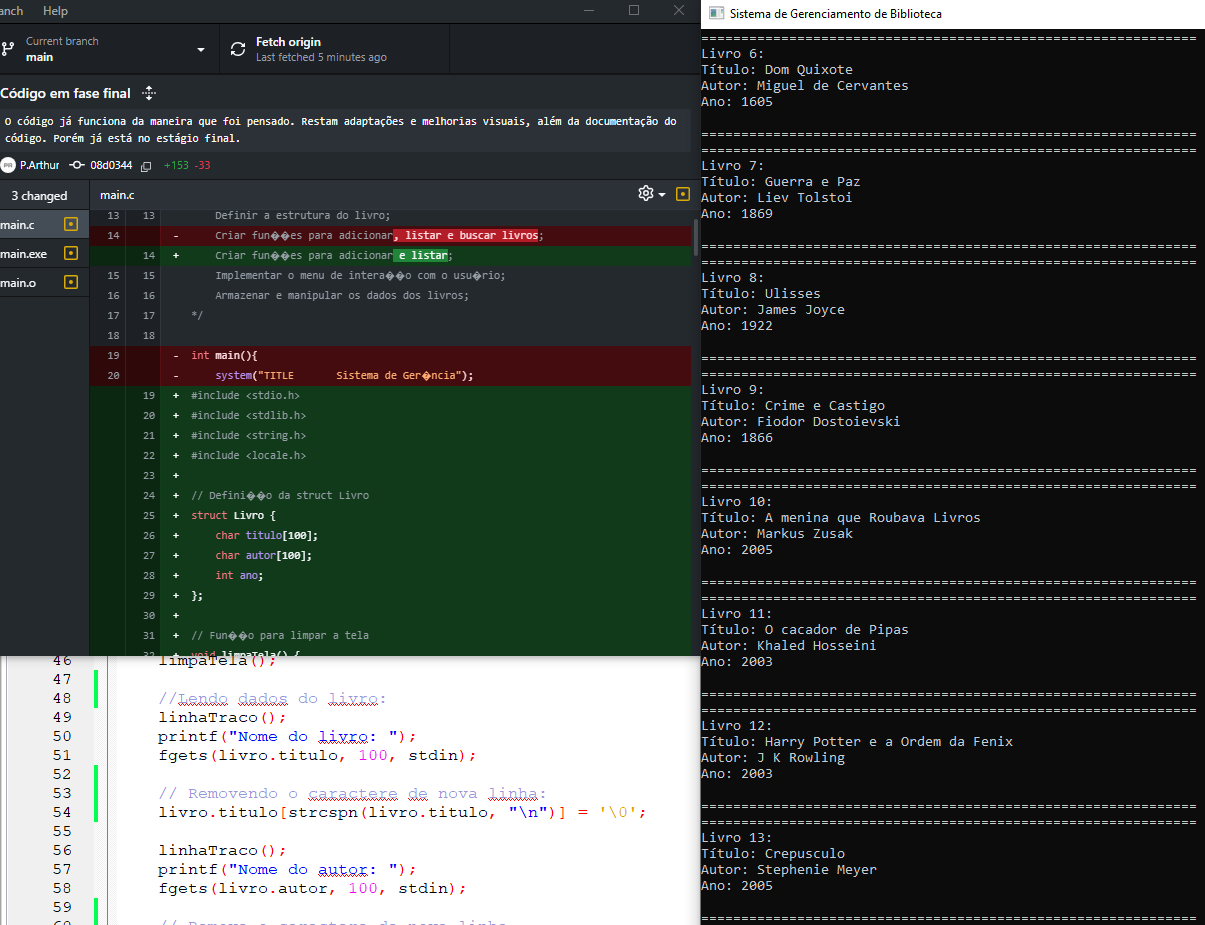 anch Help
Current branch
main
Fetch origin
Last fetched 5 minutes ago
Código em fase final
O código já funciona da maneira que foi pensado. Restam adaptações e melhorias visuais, além da documentação do
código. Porém já está no estágio final.
P.Arthur 08d0344 +153 -33
3 changed
main.c
main.exe
main.o
main.c
13 13 Definir a estrutura do livro;
14 - Criar fun��es para adicionar, listar e buscar livros;
14 + Criar fun��es para adicionar e listar;
15 15 Implementar o menu de intera��o com o usu�rio;
16 16 Armazenar e manipular os dados dos livros;
17 17 */
18 18
19 - int main(){
20 - system("TITLE Sistema de Ger�ncia");
19 + #include <stdio.h>
20 + #include <stdlib.h>
21 + #include <string.h>
22 + #include <locale.h>
23 +
24 + // Defini��o da struct Livro
25 + struct Livro {
26 + char titulo[100];
27 + char autor[100];
28 + int ano;
29 + };
30 +
31 + // Fun��o para limpar a tela
32 + void limpaTela() {
46 limpaTela();
47
48 //Lendo dados do livro:
49 linhaTraco();
50 printf("Nome do livro: ");
51 fgets(livro.titulo, 100, stdin);
52
53 // Removendo o caractere de nova linha:
54 livro.titulo[strcspn(livro.titulo, "\n")] = '\0';
55
56 linhaTraco();
57 printf("Nome do autor: ");
58 fgets(livro.autor, 100, stdin);
59
60 // Remove o caractere de nova linha
Sistema de Gerenciamento de Biblioteca
==============================================================
Livro 6:
Título: Dom Quixote
Autor: Miguel de Cervantes
Ano: 1605
==============================================================
==============================================================
Livro 7:
Título: Guerra e Paz
Autor: Liev Tolstoi
Ano: 1869
==============================================================
==============================================================
Livro 8:
Título: Ulisses
Autor: James Joyce
Ano: 1922
==============================================================
==============================================================
Livro 9:
Título: Crime e Castigo
Autor: Fiodor Dostoievski
Ano: 1866
==============================================================
==============================================================
Livro 10:
Título: A menina que Roubava Livros
Autor: Markus Zusak
Ano: 2005
==============================================================
==============================================================
Livro 11:
Título: O cacador de Pipas
Autor: Khaled Hosseini
Ano: 2003
==============================================================
==============================================================
Livro 12:
Título: Harry Potter e a Ordem da Fenix
Autor: J K Rowling
Ano: 2003
==============================================================
==============================================================
Livro 13:
Título: Crepusculo
Autor: Stephenie Meyer
Ano: 2005
==============================================================